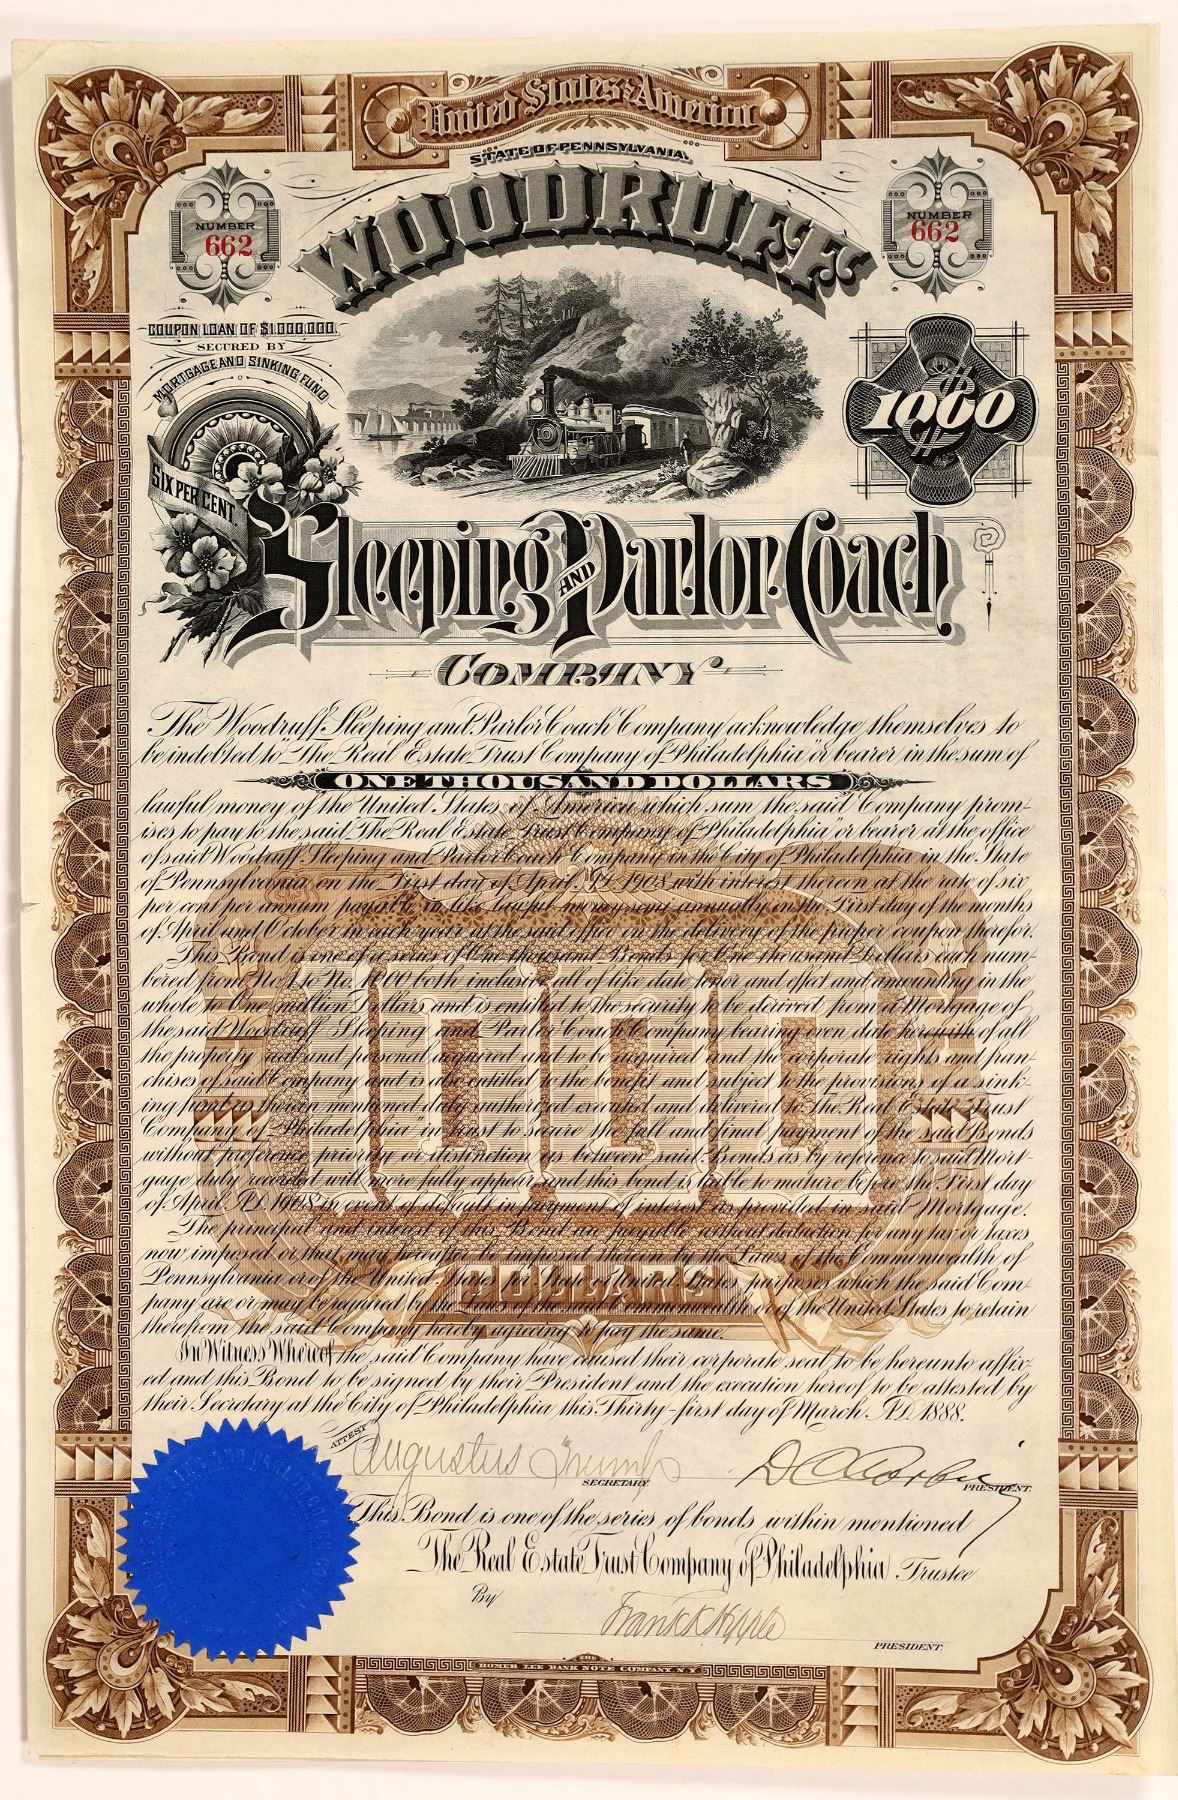 United States of America
STATE OF PENNSYLVANIA.
WOODRUFF
NUMBER
662
NUMBER
662
COUPON LOAN OF $1.000.000.
SECURED BY
MORTGAGE AND SINKING FUND
SIX PER CENT.
$1000
Sleeping AND Parlor Coach
COMPANY
The Woodruff Sleeping and Parlor Coach Company acknowledge themselves to
be indebted to "The Real Estate Trust Company of Philadelphia" or bearer in the sum of
ONE THOUSAND DOLLARS
lawful money of the United States of America which sum the said Company prom-
ises to pay to the said "The Real Estate Trust Company of Philadelphia" or bearer at the office
of said Woodruff Sleeping and Parlor Coach Company in the City of Philadelphia in the State
of Pennsylvania on the First day of April A.D. 1908 with interest thereon at the rate of six
per cent per annum payable in like lawful money semi-annually on the First day of the months
of April and October in each year at the said office on the delivery of the proper coupon therefor.
This Bond is one of a series of One thousand Bonds for One thousand Dollars each num-
bered from No. 1 to No. 1000 both inclusive all of like date tenor and effect and amounting in the
whole to One million Dollars and is entitled to the security to be derived from a Mortgage of
the said Woodruff Sleeping and Parlor Coach Company bearing even date herewith of all
the property real and personal acquired and to be acquired and the corporate rights and fran-
chises of said Company and is also entitled to the benefit and subject to the provisions of a sink-
ing fund as therein mentioned duly authorized executed and delivered to The Real Estate Trust
Company of Philadelphia in trust to secure the full and final payment of the said Bonds
without preference priority or distinction as between said Bonds as by reference to said Mort-
gage duly recorded will more fully appear and this bond is liable to mature before the First day
of April A.D. 1908 in event of default in payment of interest as provided in said Mortgage.
The principal and interest of this Bond are payable without deduction for any tax or taxes
now imposed or that may hereafter be imposed thereon by the Laws of the Commonwealth of
Pennsylvania or of the United States for State or United States purposes which the said Com-
pany are or may be required by the Laws of the said Commonwealth or of the United States to retain
therefrom the said Company hereby agreeing to pay the same.
1000
DOLLARS
In Witness Whereof the said Company have caused their corporate seal to be hereunto affix-
ed and this Bond to be signed by their President and the execution hereof to be attested by
their Secretary at the City of Philadelphia this Thirty-first day of March A.D. 1888.
ATTEST
Augustus Trump
SECRETARY.
PRESIDENT.
This Bond is one of the series of bonds within mentioned
The Real Estate Trust Company of Philadelphia Trustee
By
Frank K Hipple
PRESIDENT.
THE
HOMER LEE BANK NOTE COMPANY N.Y.